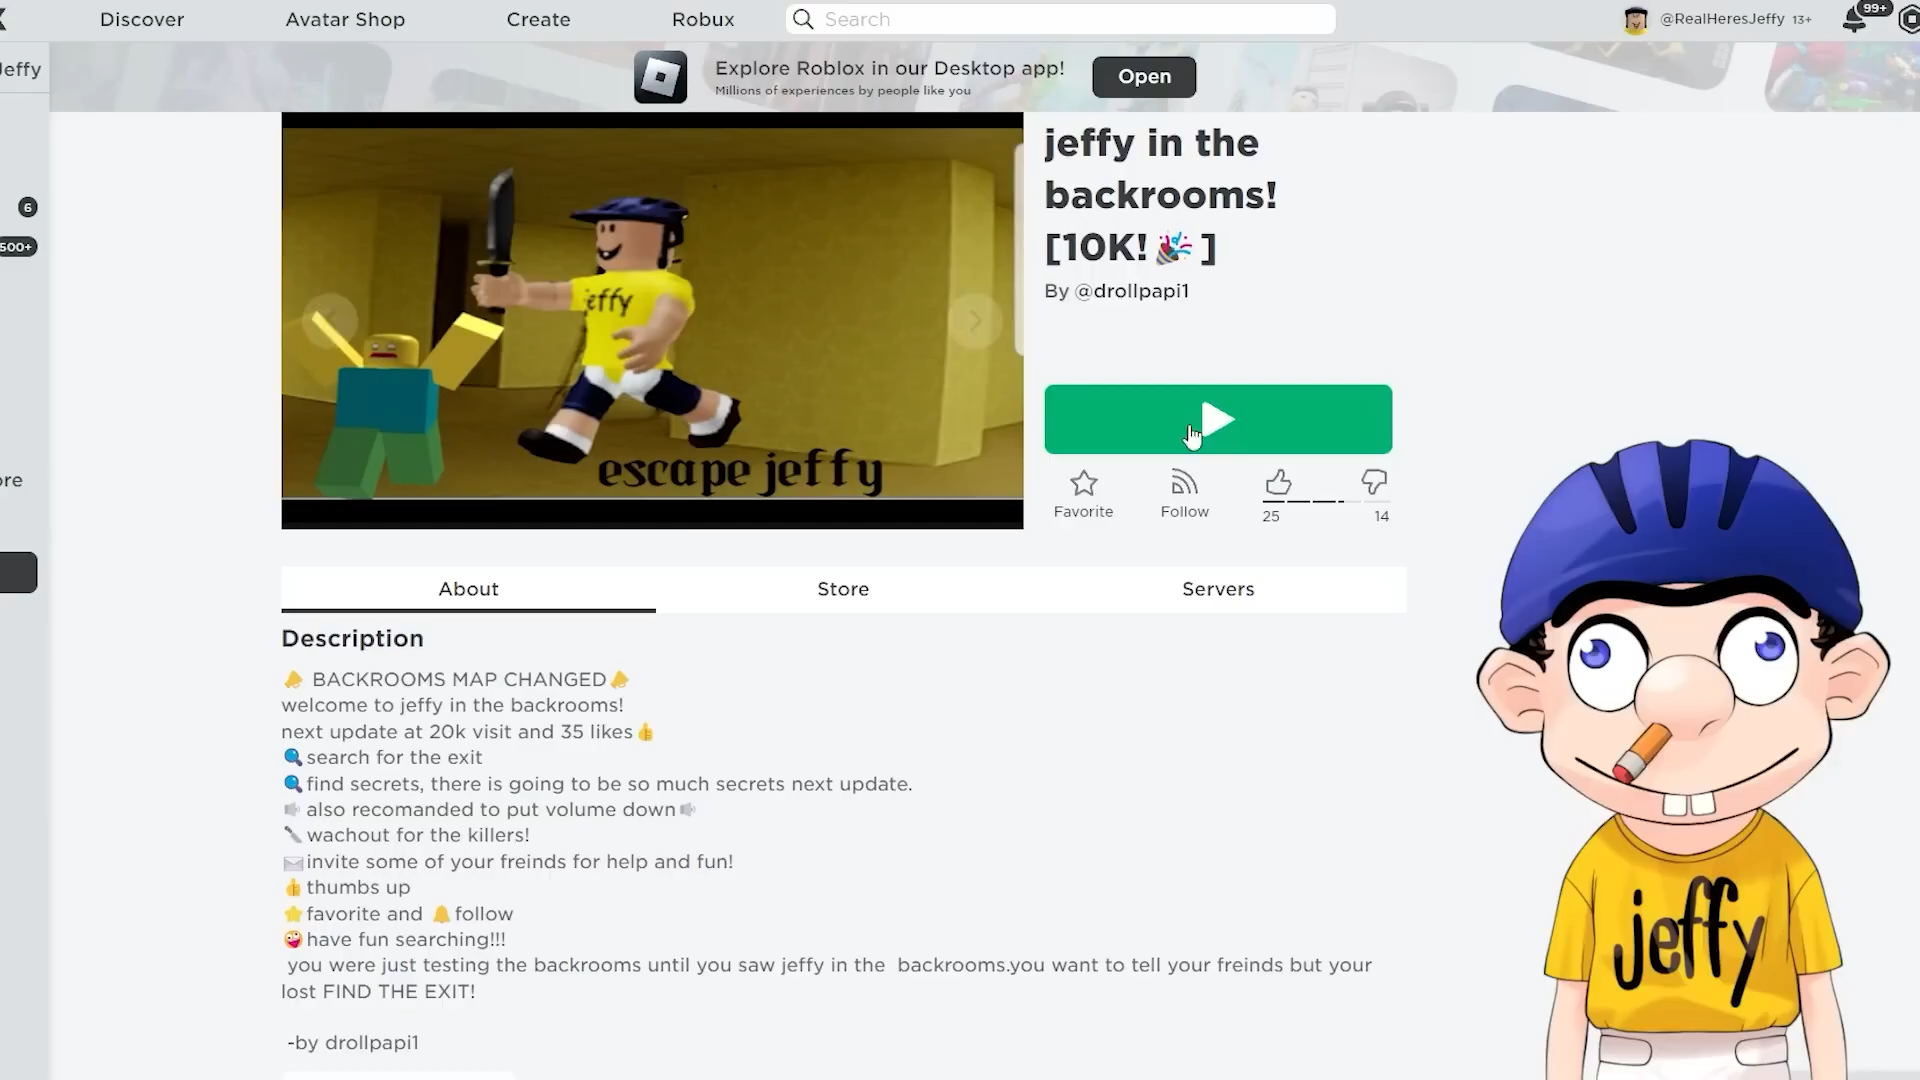 Discover
Avatar Shop
Create
Robux
Search
@RealHeresJeffy 13+
99+
Jeffy
Explore Roblox in our Desktop app!
Millions of experiences by people like you
Open
6
500+
jeffy
escape jeffy
jeffy in the
backrooms!
[10K!🎉]
By @drollpapi1
Favorite
Follow
25
14
About
Store
Servers
Description
📣 BACKROOMS MAP CHANGED📣
welcome to jeffy in the backrooms!
next update at 20k visit and 35 likes👍
🔍search for the exit
🔍find secrets, there is going to be so much secrets next update.
🔊also recomanded to put volume down🔊
🔪wachout for the killers!
✉️invite some of your freinds for help and fun!
👍thumbs up
⭐favorite and 🔔follow
🤪have fun searching!!!
you were just testing the backrooms until you saw jeffy in the backrooms.you want to tell your freinds but your
lost FIND THE EXIT!
-by drollpapi1
jeffy